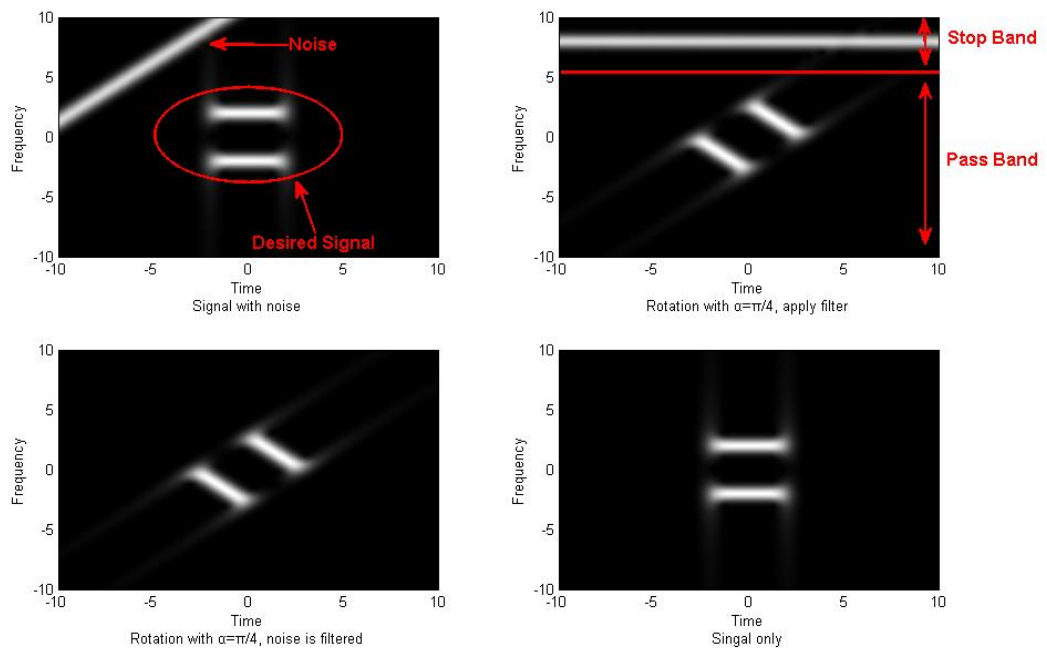 10
5
0
-5
-10
Frequency
Noise
Desired Signal
-10
-5
0
5
10
Time
Signal with noise
10
5
0
-5
-10
Frequency
Stop Band
Pass Band
-10
-5
0
5
10
Time
Rotation with α=π/4, apply filter
10
5
0
-5
-10
Frequency
-10
-5
0
5
10
Time
Rotation with α=π/4, noise is filtered
10
5
0
-5
-10
Frequency
-10
-5
0
5
10
Time
Singal only